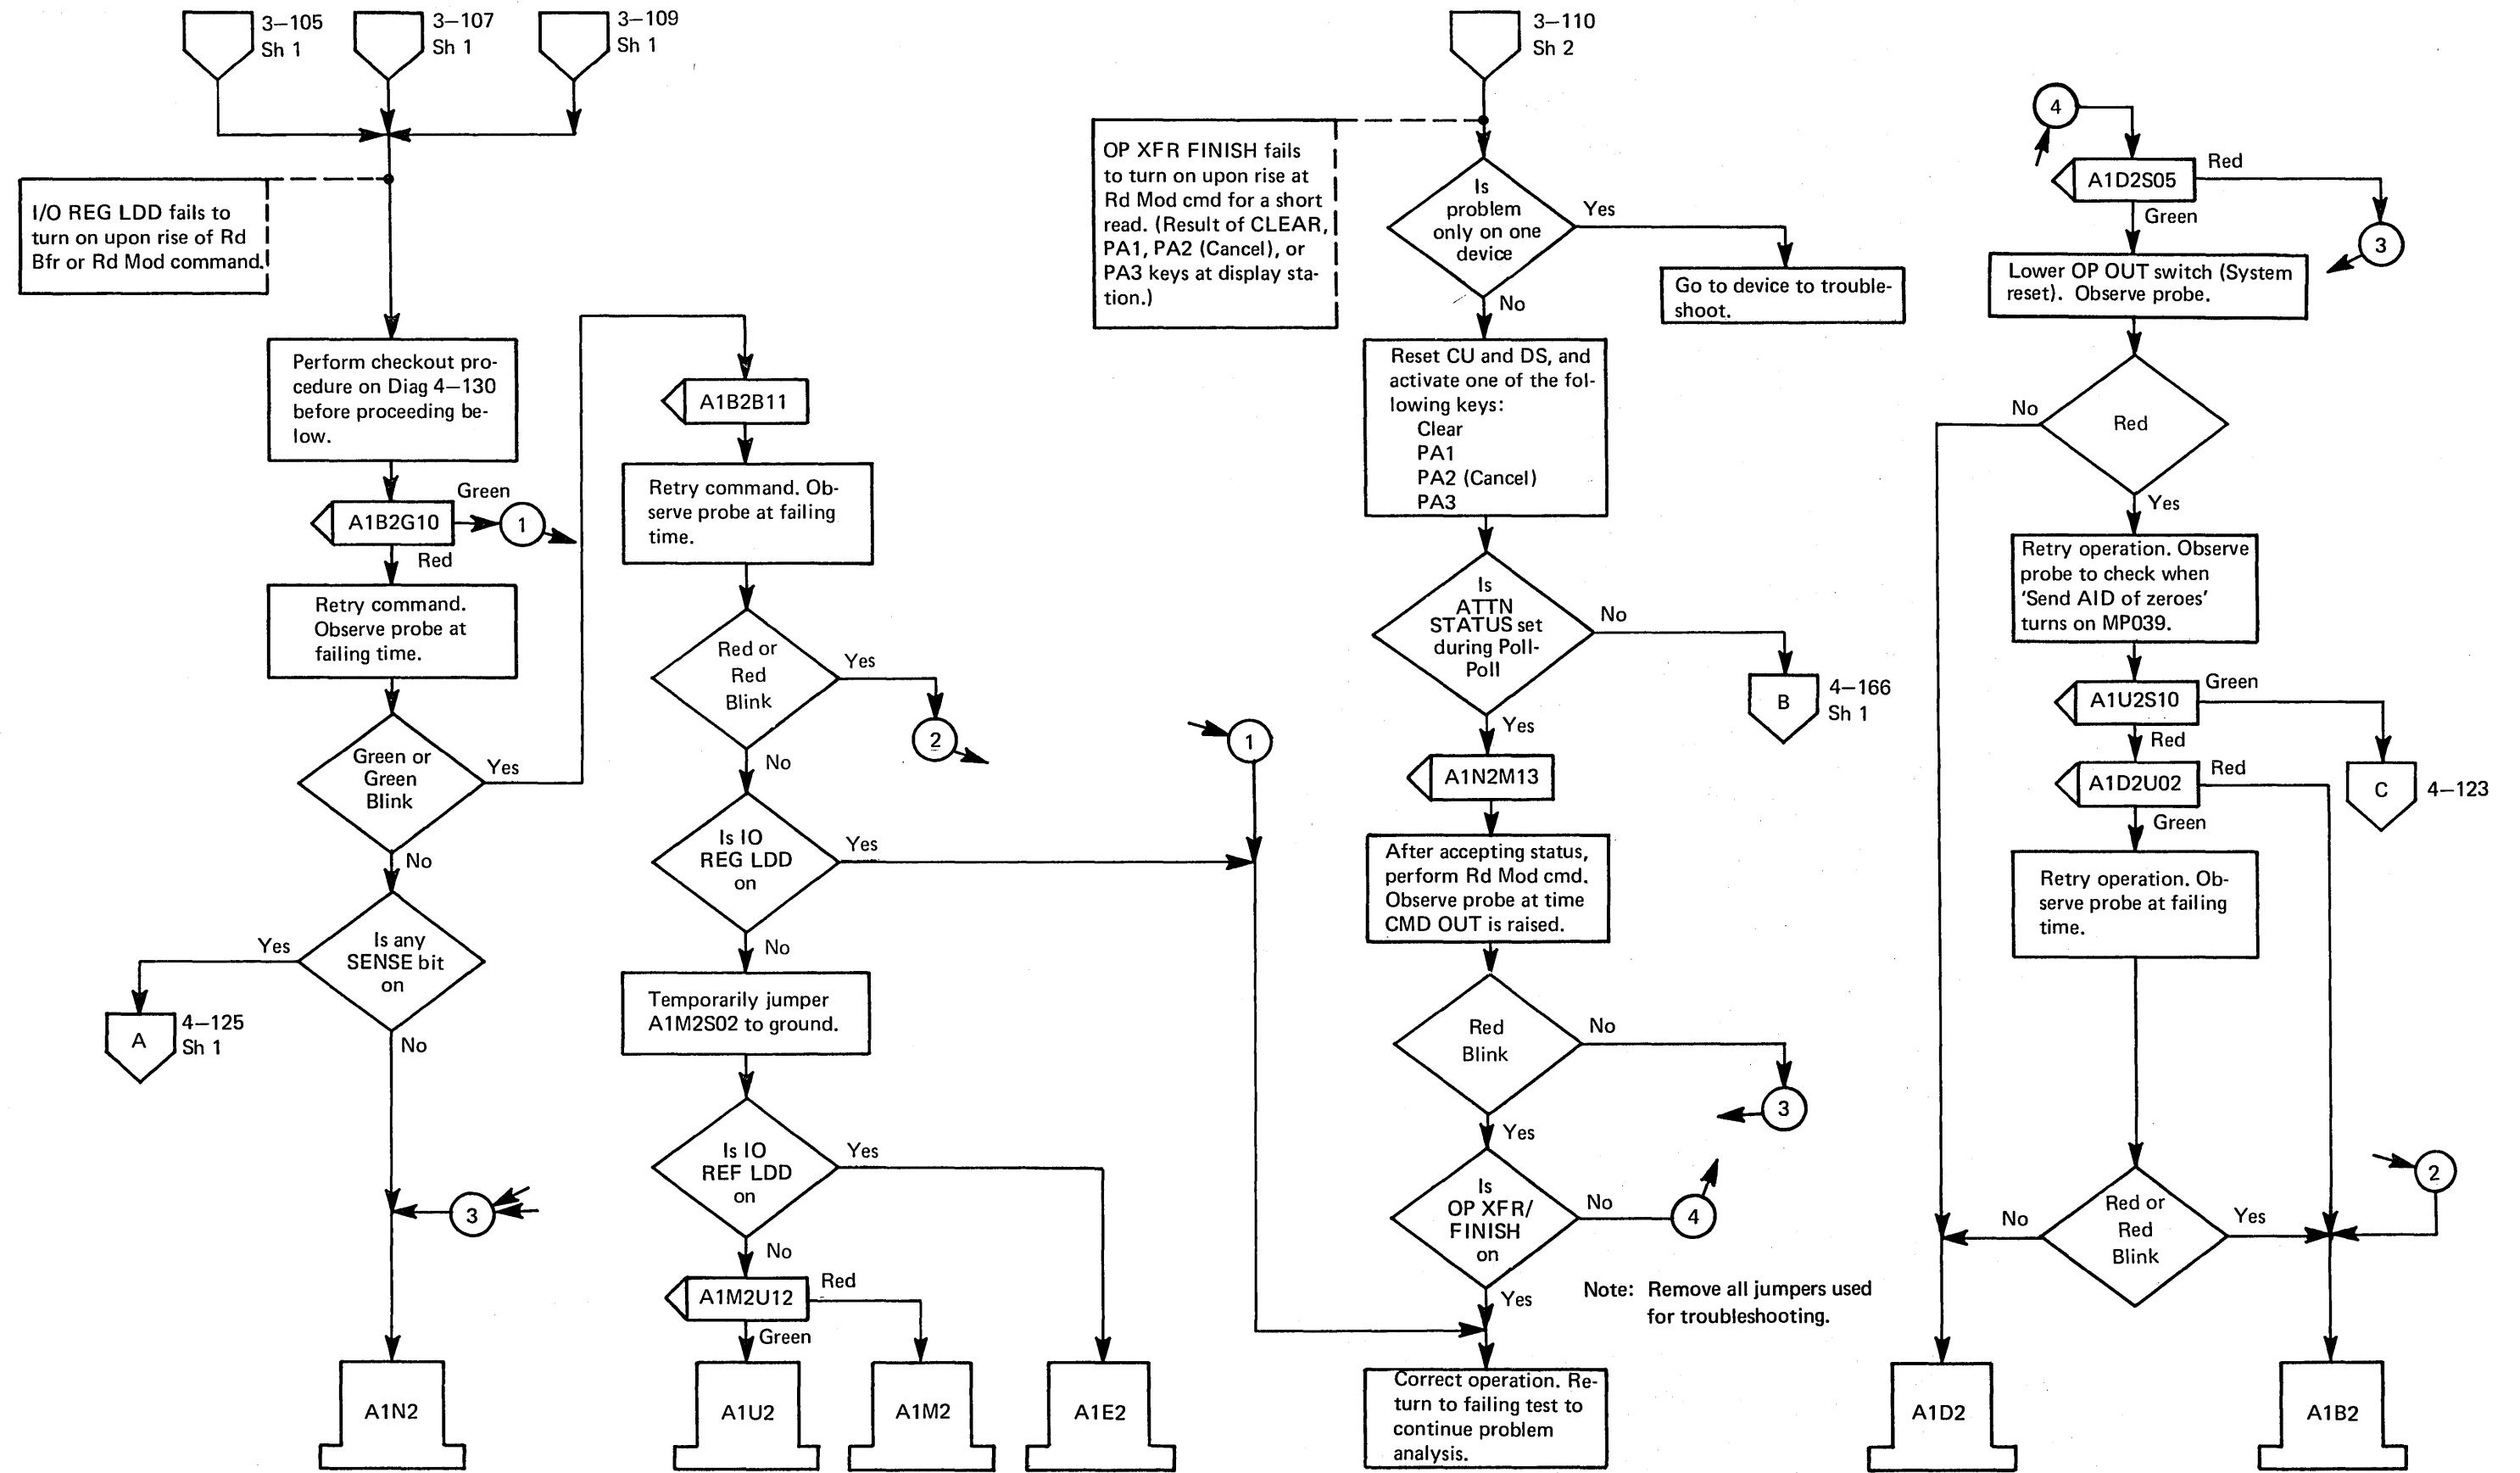 3–105
Sh 1
3–107
Sh 1
3–109
Sh 1
I/O REG LDD fails to
turn on upon rise of Rd
Bfr or Rd Mod command.
Perform checkout pro-
cedure on Diag 4–130
before proceeding be-
low.
A1B2G10
Green
1
Red
Retry command.
Observe probe at
failing time.
Green or
Green
Blink
Yes
No
Is any
SENSE bit
on
Yes
A
4–125
Sh 1
No
3
A1N2
A1B2B11
Retry command. Ob-
serve probe at failing
time.
Red or
Red
Blink
Yes
2
No
Is IO
REG LDD
on
Yes
No
Temporarily jumper
A1M2S02 to ground.
Is IO
REF LDD
on
Yes
No
A1M2U12
Red
Green
A1U2
A1M2
A1E2
1
3–110
Sh 2
OP XFR FINISH fails
to turn on upon rise at
Rd Mod cmd for a short
read. (Result of CLEAR,
PA1, PA2 (Cancel), or
PA3 keys at display sta-
tion.)
Is
problem
only on one
device
Yes
Go to device to trouble-
shoot.
No
Reset CU and DS, and
activate one of the fol-
lowing keys:
Clear
PA1
PA2 (Cancel)
PA3
Is
ATTN
STATUS set
during Poll-
Poll
No
B
4–166
Sh 1
Yes
A1N2M13
After accepting status,
perform Rd Mod cmd.
Observe probe at time
CMD OUT is raised.
Red
Blink
No
3
Yes
Is
OP XFR/
FINISH
on
No
4
Yes
Note: Remove all jumpers used
for troubleshooting.
Correct operation. Re-
turn to failing test to
continue problem
analysis.
4
A1D2S05
Red
3
Green
Lower OP OUT switch (System
reset). Observe probe.
Red
No
Yes
Retry operation. Observe
probe to check when
‘Send AID of zeroes’
turns on MP039.
A1U2S10
Green
C
4–123
Red
A1D2U02
Red
Green
Retry operation. Ob-
serve probe at failing
time.
Red or
Red
Blink
No
Yes
2
A1D2
A1B2